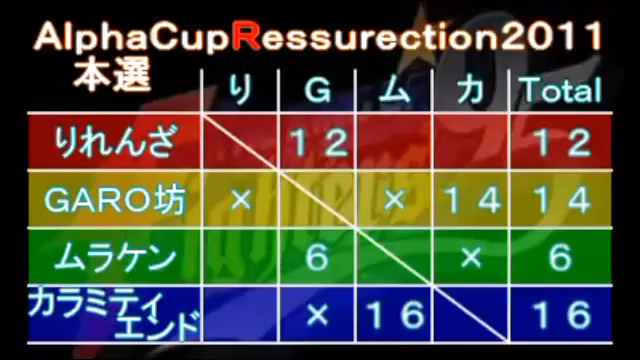 AlphaCupRessurection2011
本選
り G ム カ Total
りれんざ 12 12
GARO坊 × × 14 14
ムラケン 6 × 6
カラミティエンド × 16 16